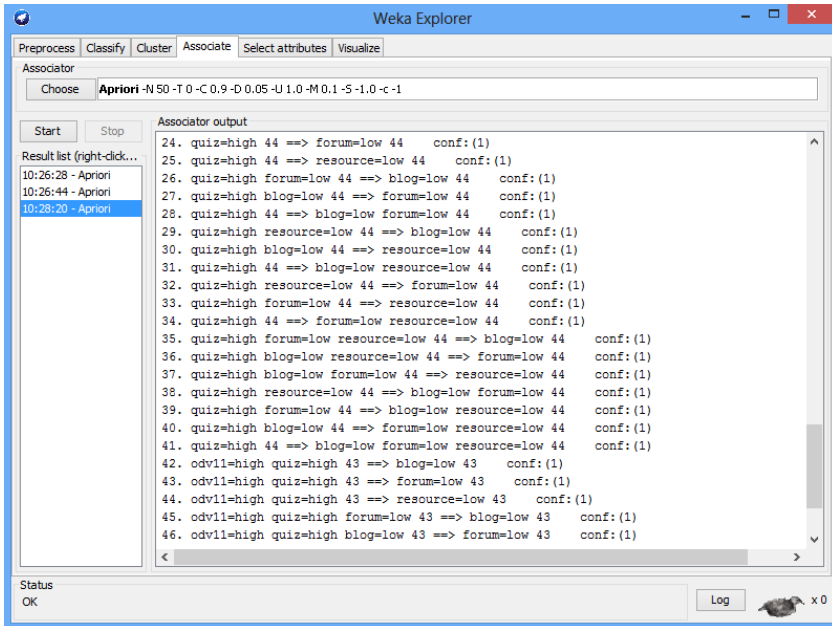 Weka Explorer
Preprocess Classify Cluster Associate Select attributes Visualize
Associator
Choose Apriori -N 50 -T 0 -C 0.9 -D 0.05 -U 1.0 -M 0.1 -S -1.0 -c -1
Start Stop
Result list (right-click...
10:26:28 - Apriori
10:26:44 - Apriori
10:28:20 - Apriori
Associator output
24. quiz=high 44 ==> forum=low 44 conf:(1)
25. quiz=high 44 ==> resource=low 44 conf:(1)
26. quiz=high forum=low 44 ==> blog=low 44 conf:(1)
27. quiz=high blog=low 44 ==> forum=low 44 conf:(1)
28. quiz=high 44 ==> blog=low forum=low 44 conf:(1)
29. quiz=high resource=low 44 ==> blog=low 44 conf:(1)
30. quiz=high blog=low 44 ==> resource=low 44 conf:(1)
31. quiz=high 44 ==> blog=low resource=low 44 conf:(1)
32. quiz=high resource=low 44 ==> forum=low 44 conf:(1)
33. quiz=high forum=low 44 ==> resource=low 44 conf:(1)
34. quiz=high 44 ==> forum=low resource=low 44 conf:(1)
35. quiz=high forum=low resource=low 44 ==> blog=low 44 conf:(1)
36. quiz=high blog=low resource=low 44 ==> forum=low 44 conf:(1)
37. quiz=high blog=low forum=low 44 ==> resource=low 44 conf:(1)
38. quiz=high resource=low 44 ==> blog=low forum=low 44 conf:(1)
39. quiz=high forum=low 44 ==> blog=low resource=low 44 conf:(1)
40. quiz=high blog=low 44 ==> forum=low resource=low 44 conf:(1)
41. quiz=high 44 ==> blog=low forum=low resource=low 44 conf:(1)
42. odv11=high quiz=high 43 ==> blog=low 43 conf:(1)
43. odv11=high quiz=high 43 ==> forum=low 43 conf:(1)
44. odv11=high quiz=high 43 ==> resource=low 43 conf:(1)
45. odv11=high quiz=high forum=low 43 ==> blog=low 43 conf:(1)
46. odv11=high quiz=high blog=low 43 ==> forum=low 43 conf:(1)
Status
OK
Log x 0